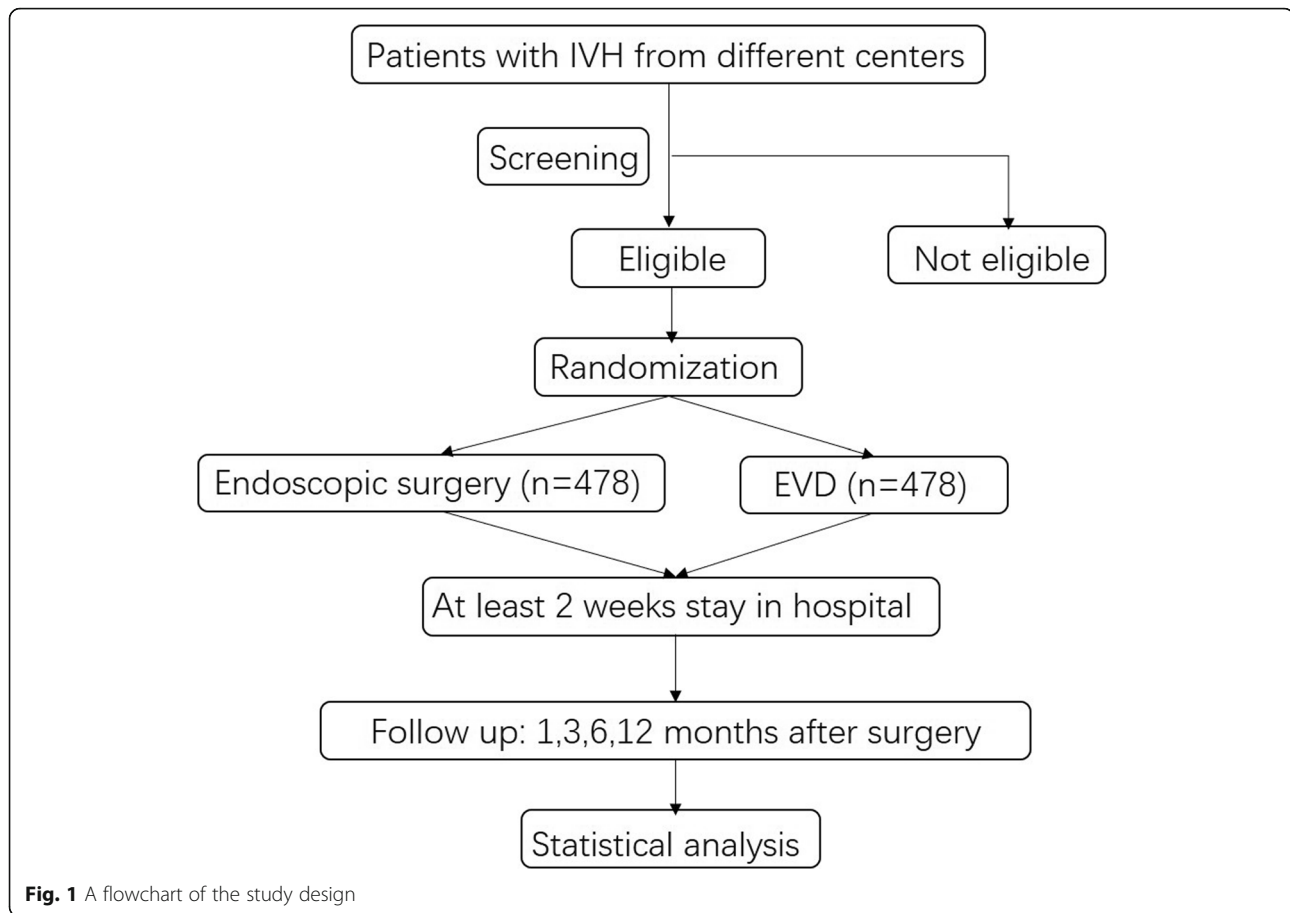 Patients with IVH from different centers
Screening
Eligible
Not eligible
Randomization
Endoscopic surgery (n=478)
EVD (n=478)
At least 2 weeks stay in hospital
Follow up: 1,3,6,12 months after surgery
Statistical analysis
Fig. 1 A flowchart of the study design